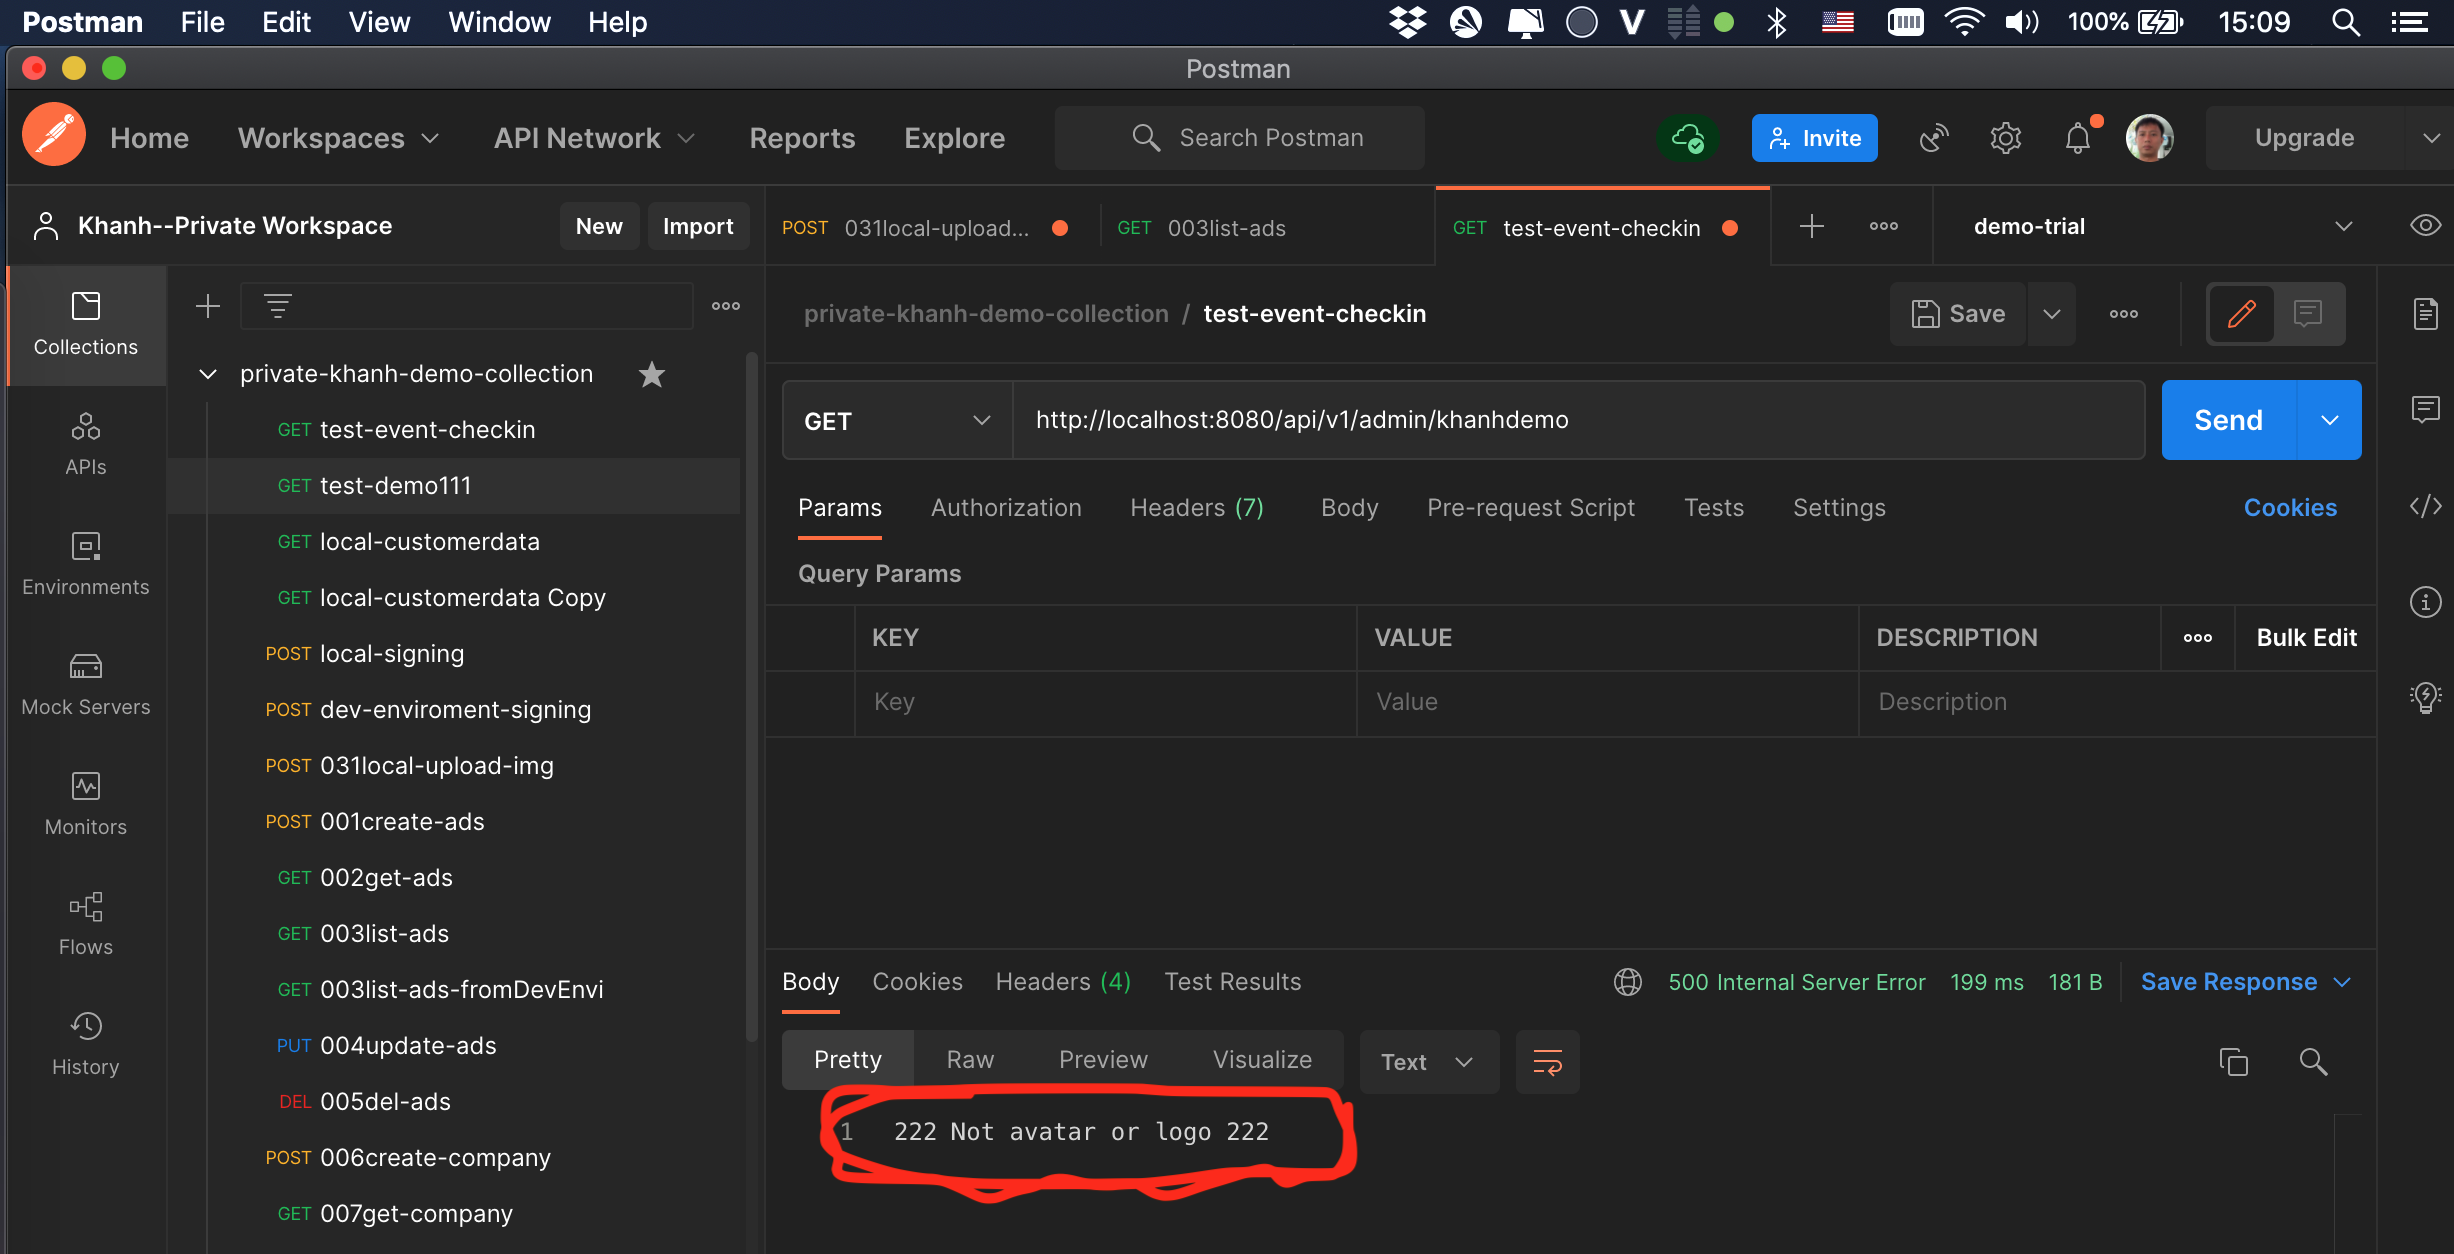 Postman File Edit View Window Help 100% 15:09
Postman
Home Workspaces API Network Reports Explore Search Postman Invite Upgrade
Khanh--Private Workspace New Import
POST 031local-upload... GET 003list-ads GET test-event-checkin demo-trial
Collections
APIs
Environments
Mock Servers
Monitors
Flows
History
private-khanh-demo-collection
GET test-event-checkin
GET test-demo111
GET local-customerdata
GET local-customerdata Copy
POST local-signing
POST dev-enviroment-signing
POST 031local-upload-img
POST 001create-ads
GET 002get-ads
GET 003list-ads
GET 003list-ads-fromDevEnvi
PUT 004update-ads
DEL 005del-ads
POST 006create-company
GET 007get-company
private-khanh-demo-collection / test-event-checkin Save
GET http://localhost:8080/api/v1/admin/khanhdemo Send
Params Authorization Headers (7) Body Pre-request Script Tests Settings Cookies
Query Params
KEY VALUE DESCRIPTION Bulk Edit
Key Value Description
Body Cookies Headers (4) Test Results 500 Internal Server Error 199 ms 181 B Save Response
Pretty Raw Preview Visualize Text
1 222 Not avatar or logo 222